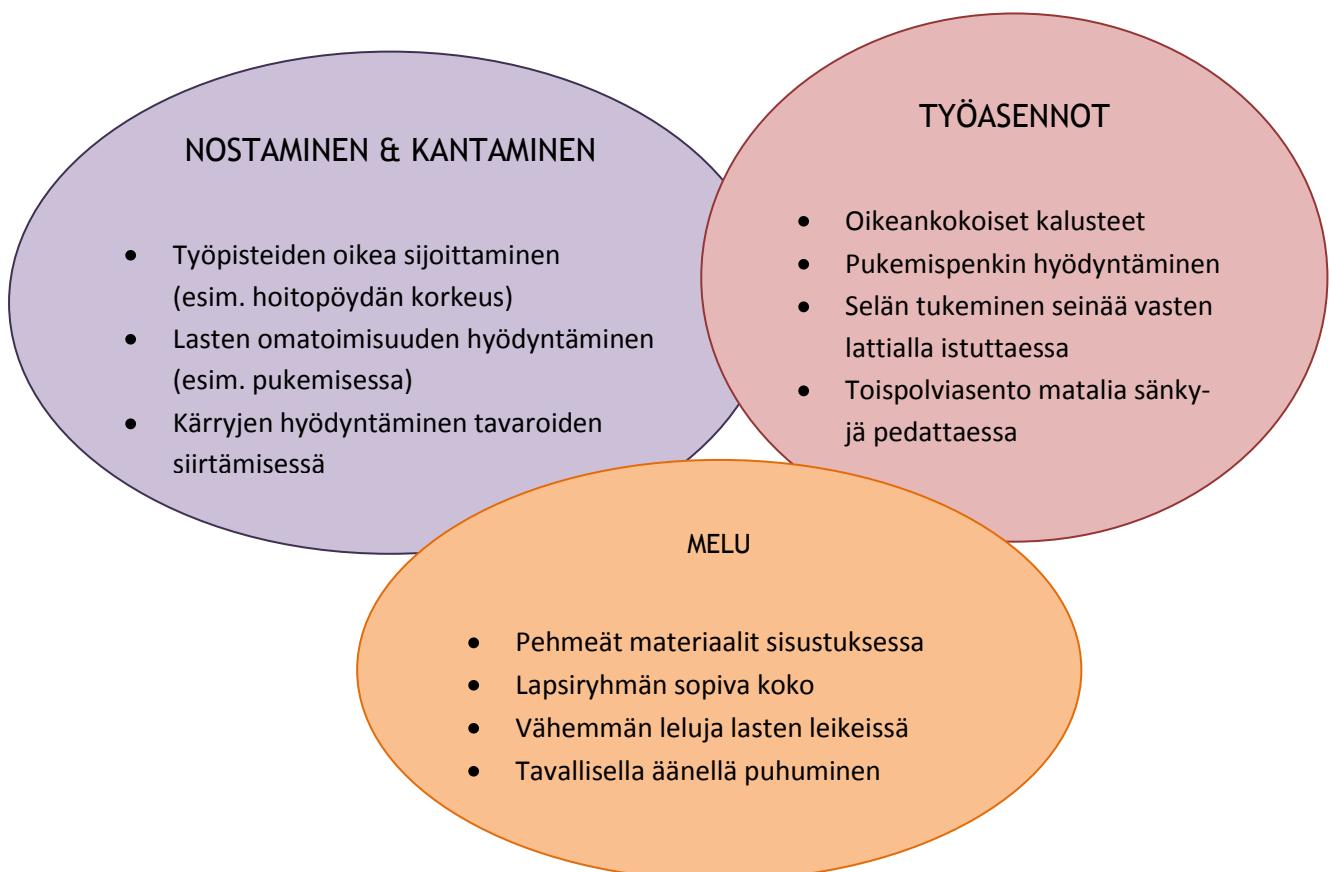 NOSTAMINEN & KANTAMINEN
• Työpisteiden oikea sijoittaminen
(esim. hoitopöydän korkeus)
• Lasten omatoimisuuden hyödyntäminen
(esim. pukemisessa)
• Kärryjen hyödyntäminen tavaroiden
siirtämisessä
TYÖASENNOT
• Oikeankokoiset kalusteet
• Pukemispenkin hyödyntäminen
• Selän tukeminen seinää vasten
lattialla istuttaessa
• Toispolviasento matalia sänky-
jä pedattaessa
MELU
• Pehmeät materiaalit sisustuksessa
• Lapsiryhmän sopiva koko
• Vähemmän leluja lasten leikeissä
• Tavallisella äänellä puhuminen